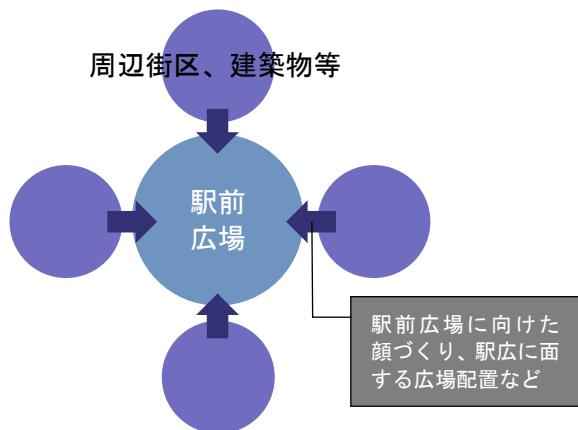 周辺街区、建築物等
駅前
広場
駅前広場に向けた
顔づくり、駅広に面
する広場配置など